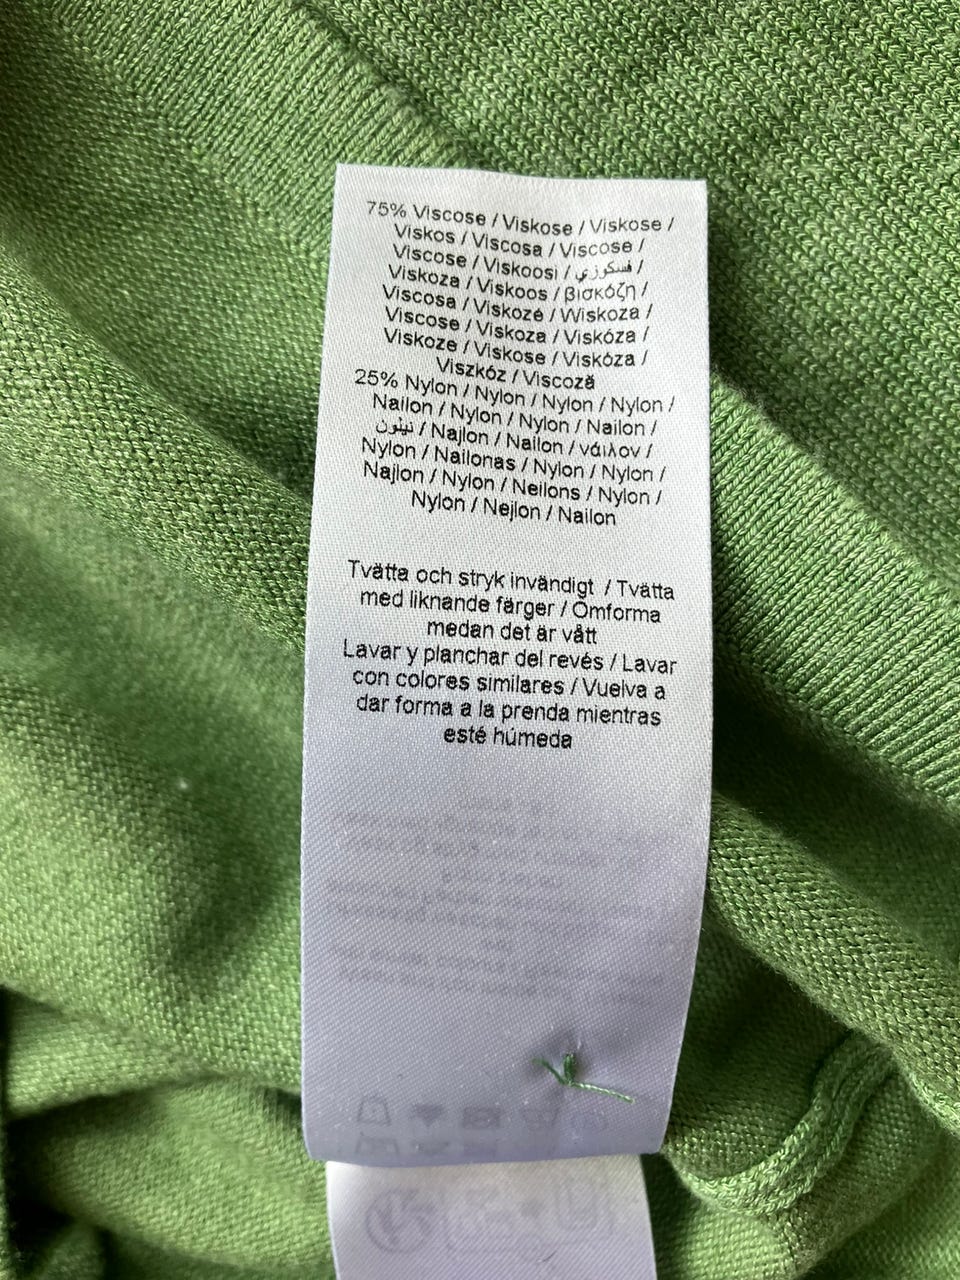 75% Viscose / Viskose / Viskose /
Viskos / Viscosa / Viscose /
Viscose / Viskoosi / فسكوزي /
Viskoza / Viskoos / βισκόζη /
Viscosa / Viskozė / Wiskoza /
Viscose / Viskoza / Viskóza /
Viskoze / Viskose / Viskóza /
Viszkóz / Viscoză
25% Nylon / Nylon / Nylon / Nylon /
Nailon / Nylon / Nylon / Nailon /
نيلون / Najlon / Nailon / νάιλον /
Nylon / Nailonas / Nylon / Nylon /
Najlon / Nylon / Neilons / Nylon /
Nylon / Nejlon / Nailon
Tvätta och stryk invändigt / Tvätta
med liknande färger / Omforma
medan det är vått
Lavar y planchar del revés / Lavar
con colores similares / Vuelva a
dar forma a la prenda mientras
esté húmeda